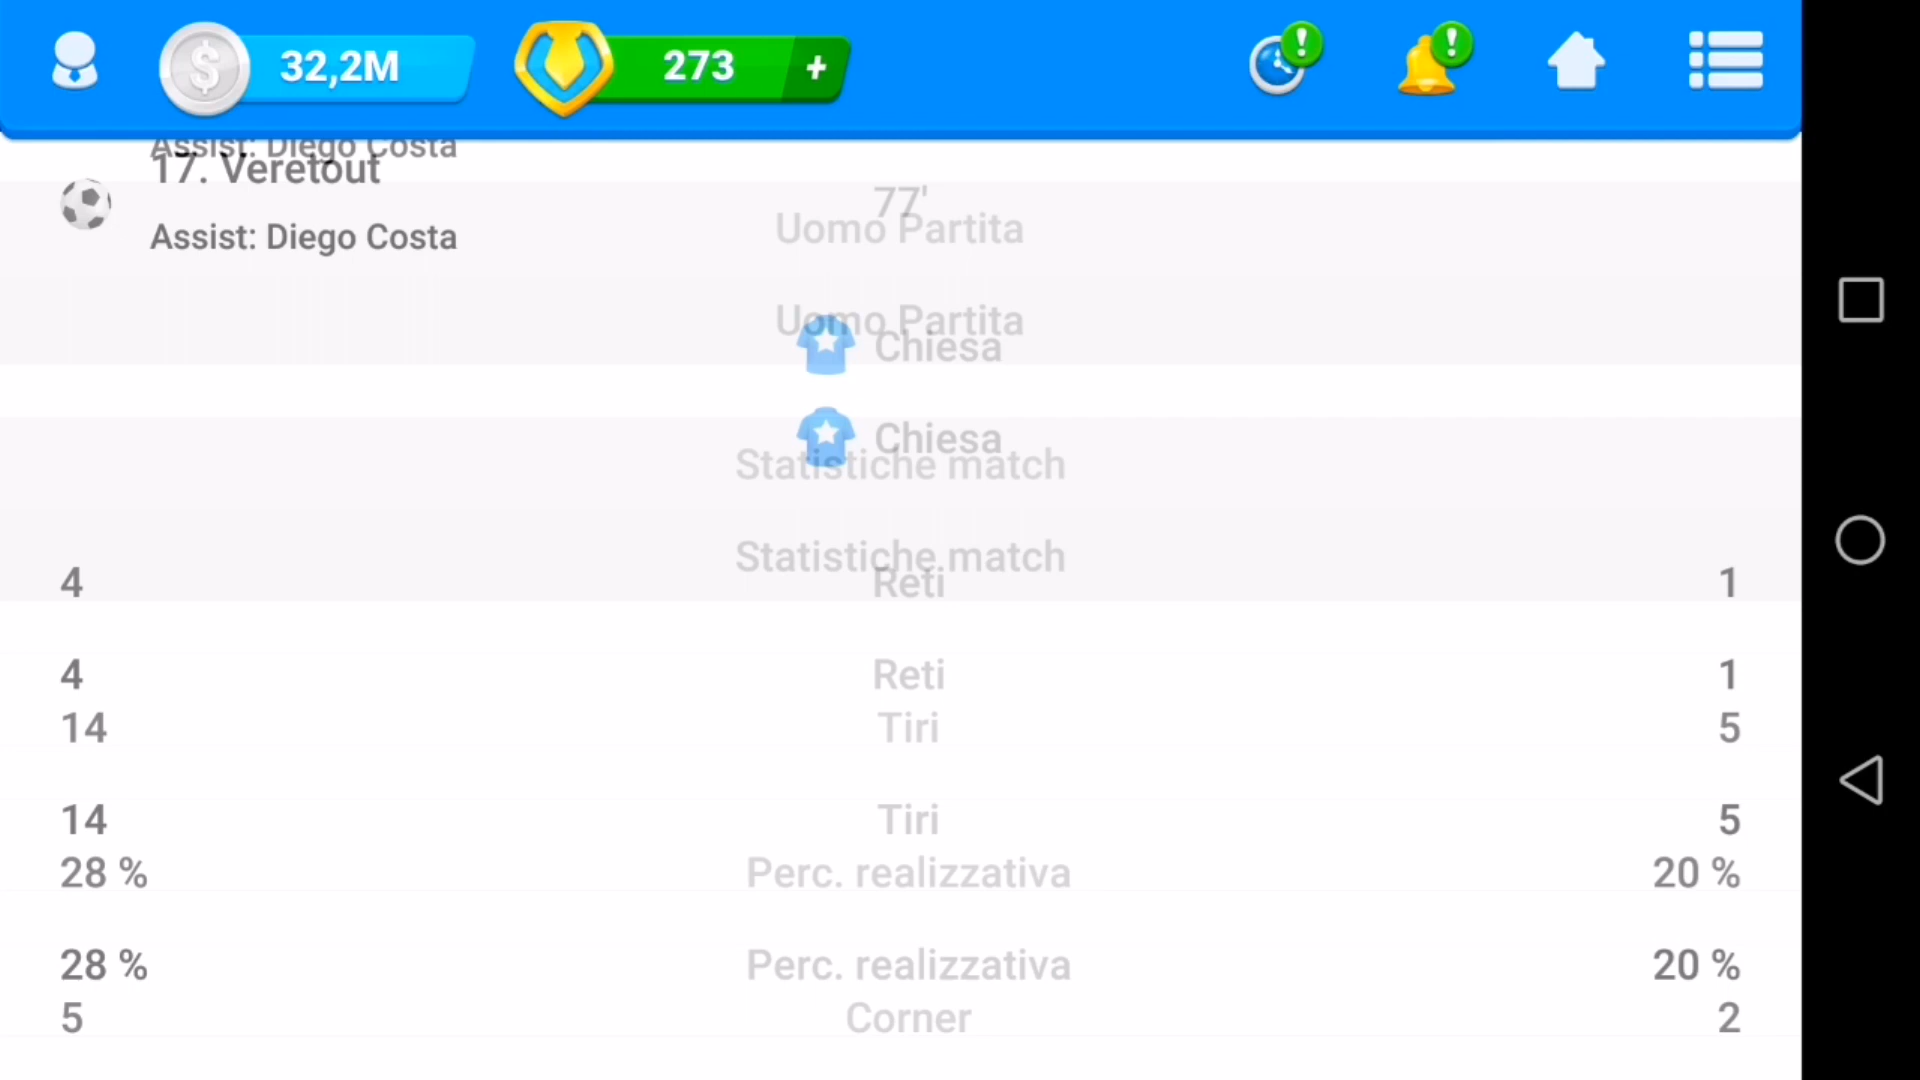 32,2M
273 +
Assist: Diego Costa
17. Veretout
77'
Assist: Diego Costa
Uomo Partita
Uomo Partita
Chiesa
Chiesa
Statistiche match
Statistiche match
4 Reti 1
4 Reti 1
14 Tiri 5
14 Tiri 5
28 % Perc. realizzativa 20 %
28 % Perc. realizzativa 20 %
5 Corner 2